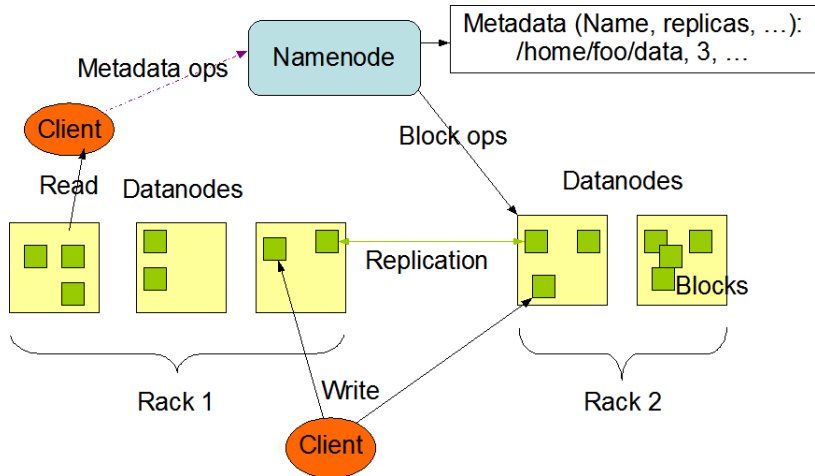 Metadata (Name, replicas, …):
/home/foo/data, 3, …
Namenode
Metadata ops
Client
Block ops
Read
Datanodes
Datanodes
Replication
Blocks
Rack 1
Write
Rack 2
Client